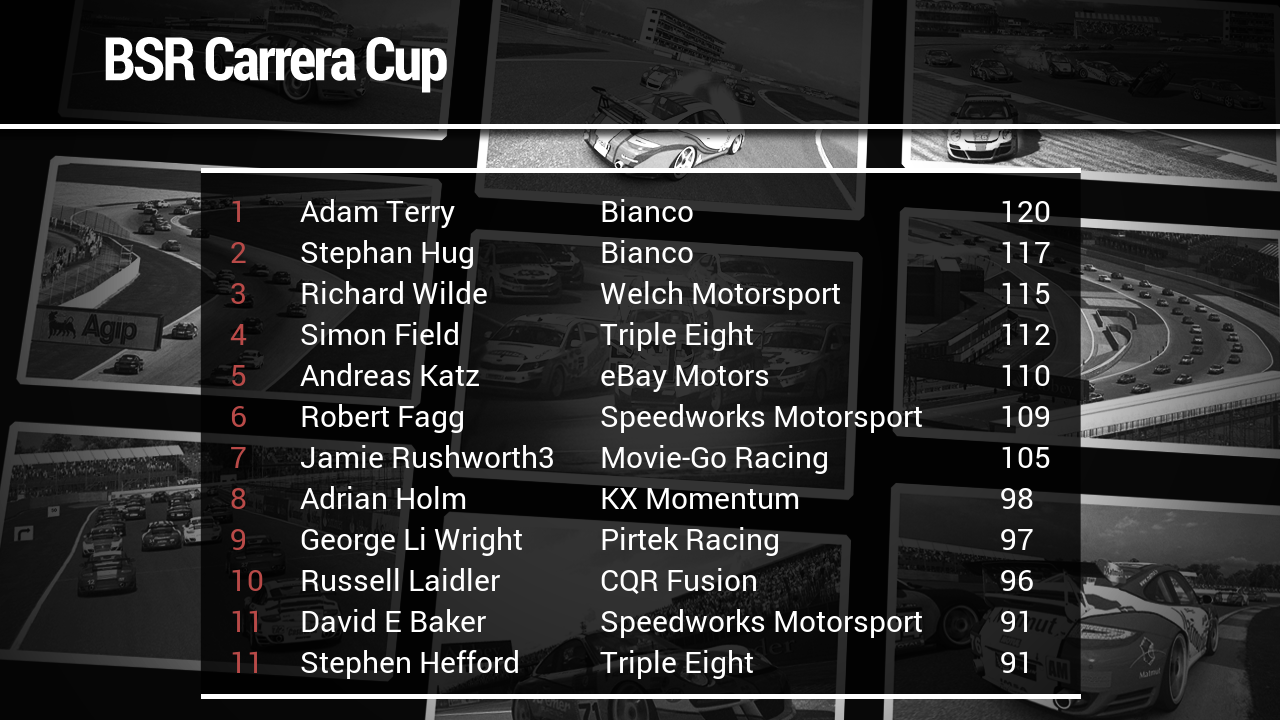 BSR Carrera Cup
1 Adam Terry Bianco 120
2 Stephan Hug Bianco 117
3 Richard Wilde Welch Motorsport 115
4 Simon Field Triple Eight 112
Agip
5 Andreas Katz eBay Motors 110
6 Robert Fagg Speedworks Motorsport 109
7 Jamie Rushworth3 Movie-Go Racing 105
8 Adrian Holm KX Momentum 98
9 George Li Wright Pirtek Racing 97
10 Russell Laidler CQR Fusion 96
11 David E Baker Speedworks Motorsport 91
11 Stephen Hefford Triple Eight 91